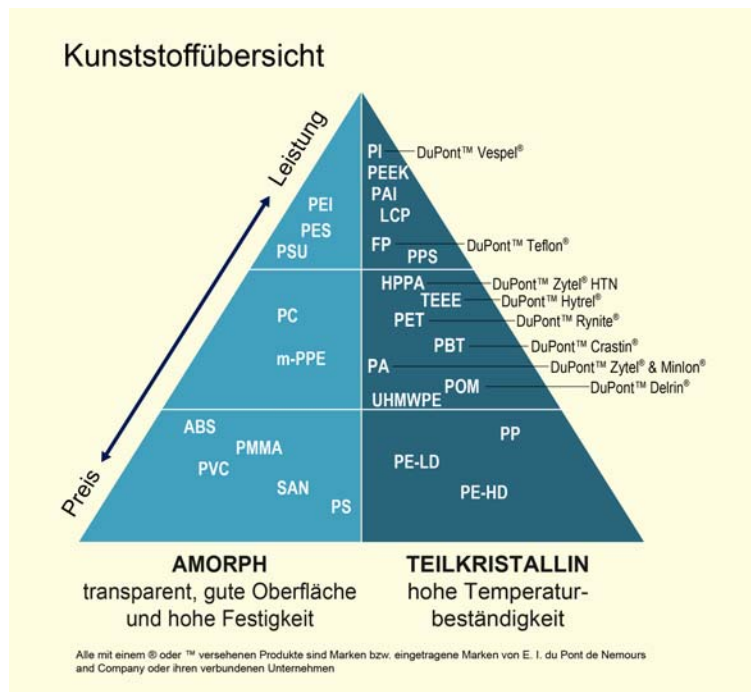 Kunststoffübersicht
Leistung
Preis
PI
DuPont™ Vespel®
PEEK
PAI
LCP
PEI
PES
PSU
FP
DuPont™ Teflon®
PPS
HPPA
DuPont™ Zytel® HTN
TEEE
DuPont™ Hytrel®
PC
PET
DuPont™ Rynite®
m-PPE
PBT
DuPont™ Crastin®
PA
DuPont™ Zytel® & Minlon®
POM
DuPont™ Delrin®
UHMWPE
ABS
PMMA
PVC
SAN
PS
PP
PE-LD
PE-HD
AMORPH
transparent, gute Oberfläche
und hohe Festigkeit
TEILKRISTALLIN
hohe Temperatur-
beständigkeit
Alle mit einem ® oder ™ versehenen Produkte sind Marken bzw. eingetragene Marken von E. I. du Pont de Nemours
and Company oder ihren verbundenen Unternehmen